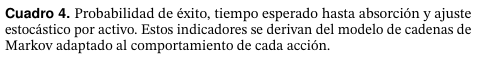 Cuadro 4. Probabilidad de éxito, tiempo esperado hasta absorción y ajuste
estocástico por activo. Estos indicadores se derivan del modelo de cadenas de
Markov adaptado al comportamiento de cada acción.